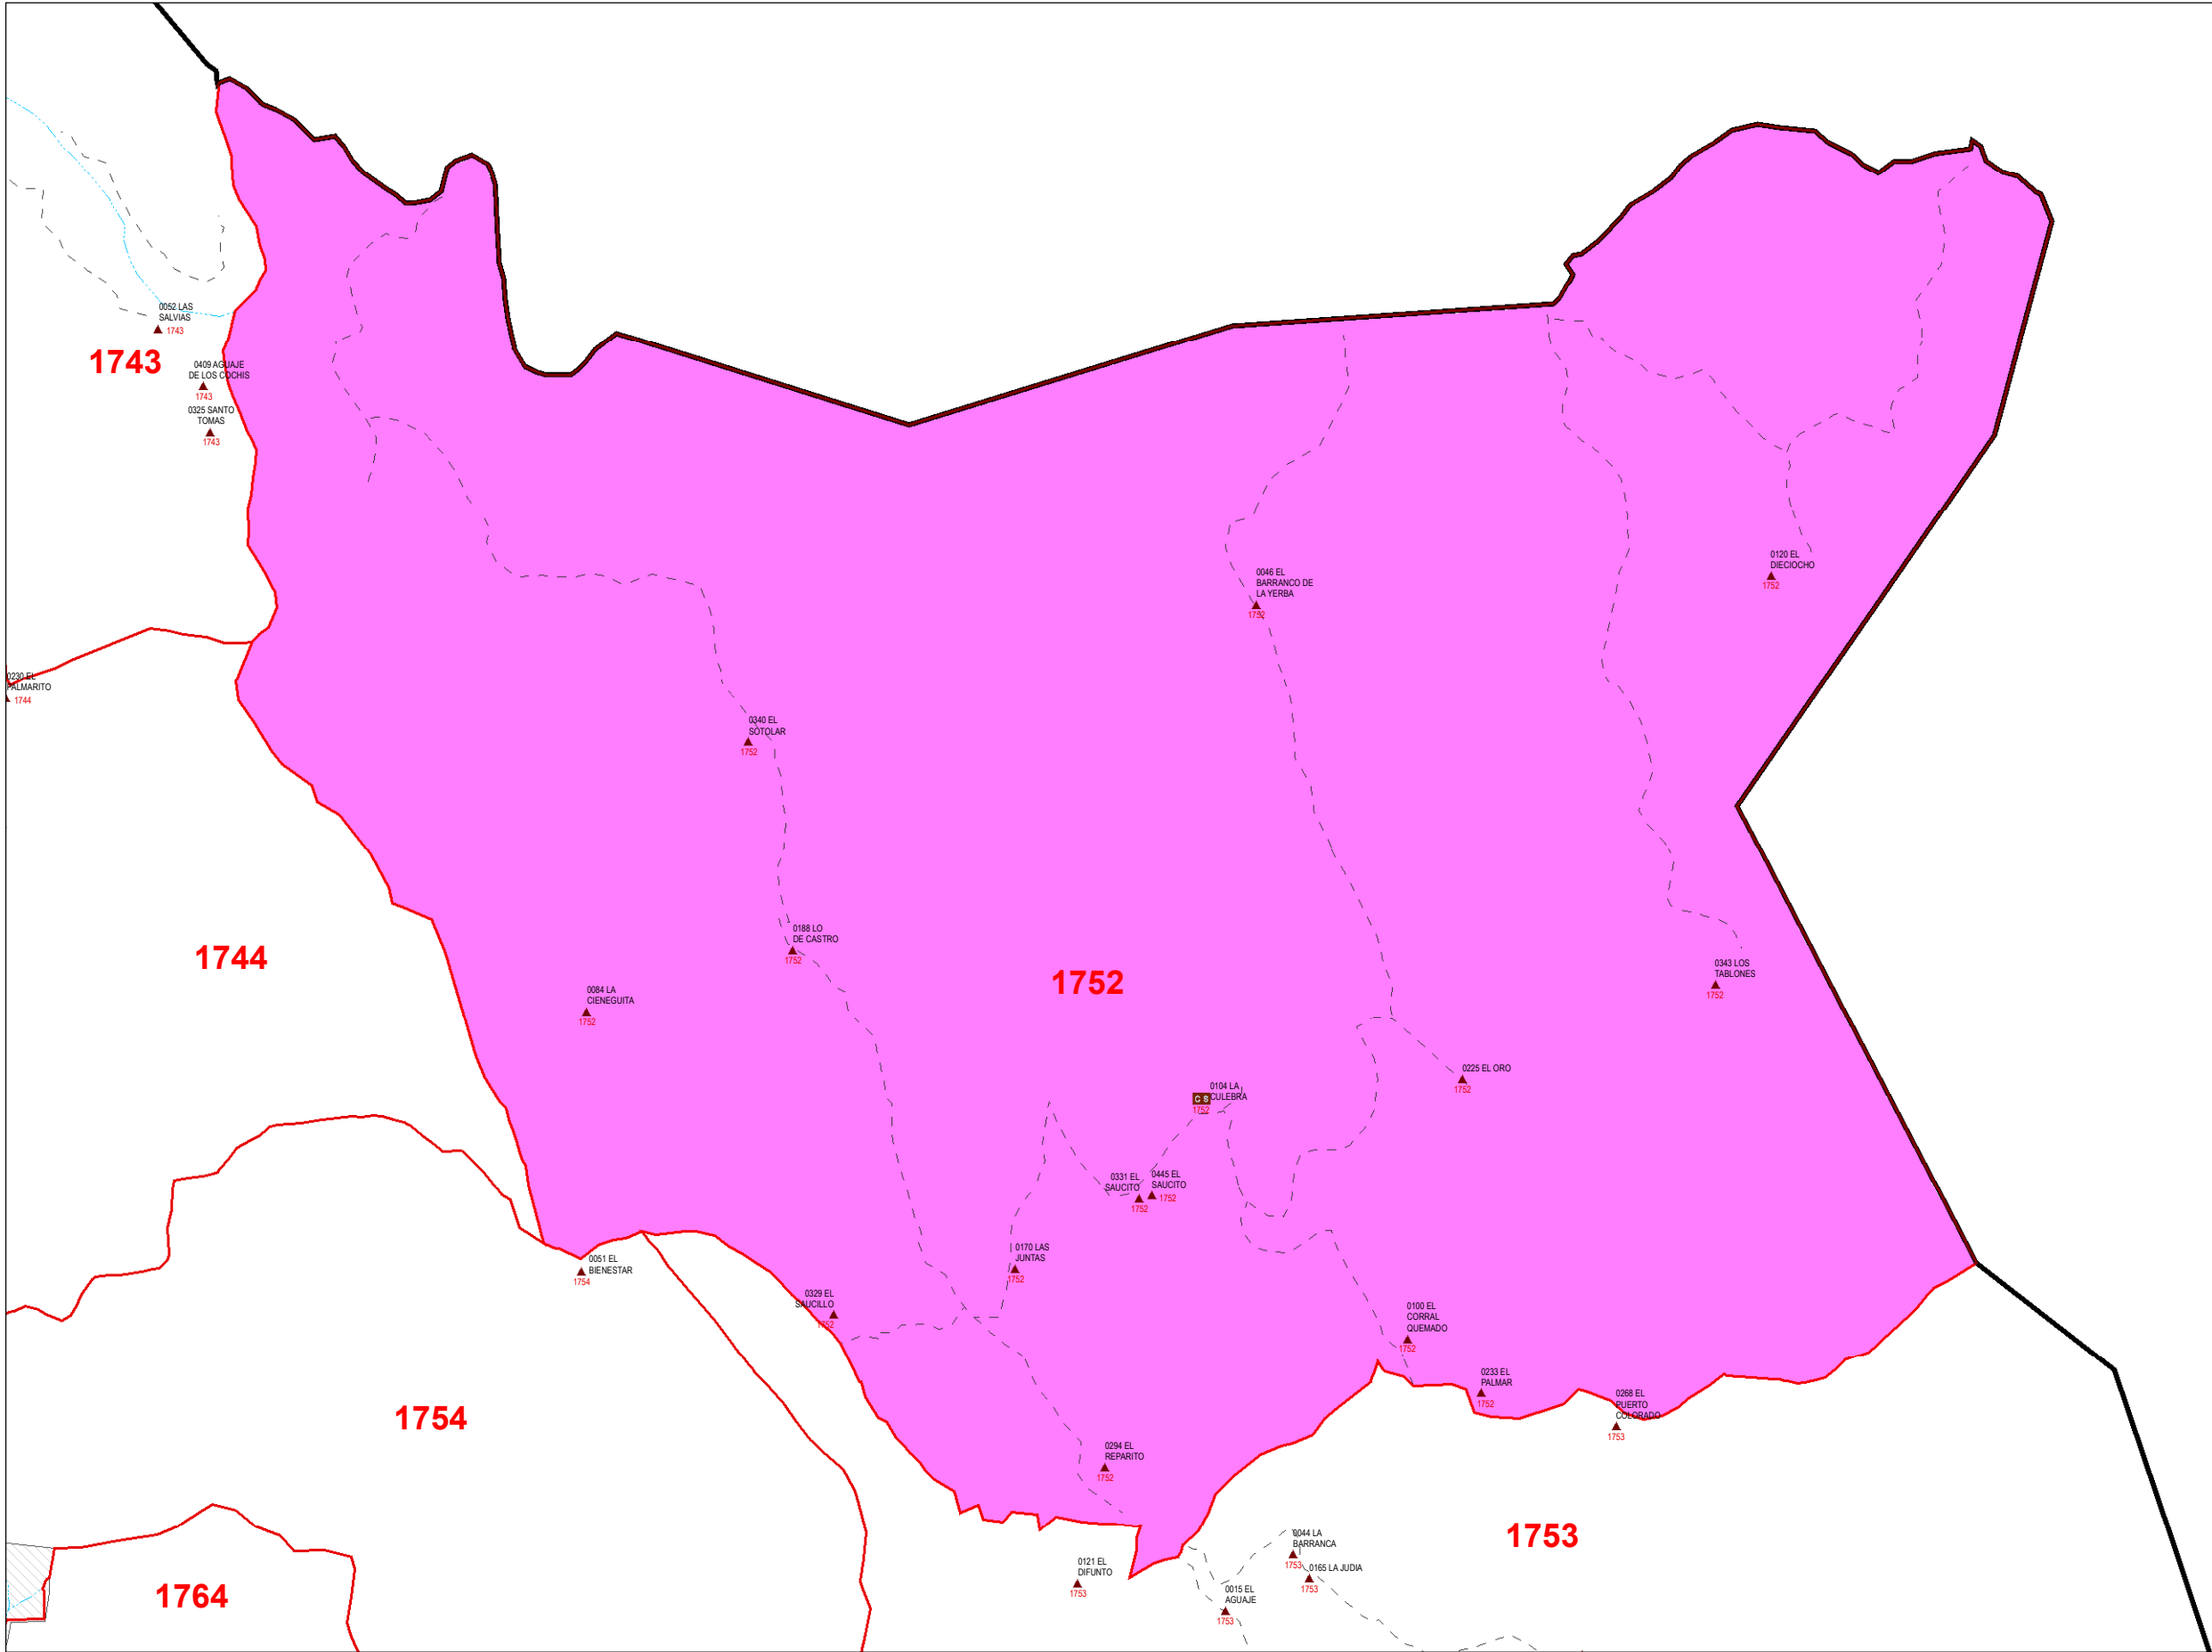 0052 LAS
SALVIAS
1743
1743
0409 AGUAJE
DE LOS COCHIS
1743
0325 SANTO
TOMAS
1743
0230 EL
PALMARITO
1744
0046 EL
BARRANCO DE
LA YERBA
1752
0120 EL
DIECIOCHO
1752
0340 EL
SOTOLAR
1752
0188 LO
DE CASTRO
1752
1744
1752
0084 LA
CIENEGUITA
1752
0343 LOS
TABLONES
1752
0225 EL ORO
1752
0104 LA
CULEBRA
C S
1752
0331 EL
SAUCITO
1752
0445 EL
SAUCITO
1752
0170 LAS
JUNTAS
1752
0051 EL
BIENESTAR
1754
0329 EL
SAUCILLO
1752
0100 EL
CORRAL
QUEMADO
1752
0233 EL
PALMAR
1752
0268 EL
PUERTO
COLORADO
1753
1754
0294 EL
REPARITO
1752
1753
0044 LA
BARRANCA
1753
0165 LA JUDIA
1753
0121 EL
DIFUNTO
1753
0015 EL
AGUAJE
1753
1764